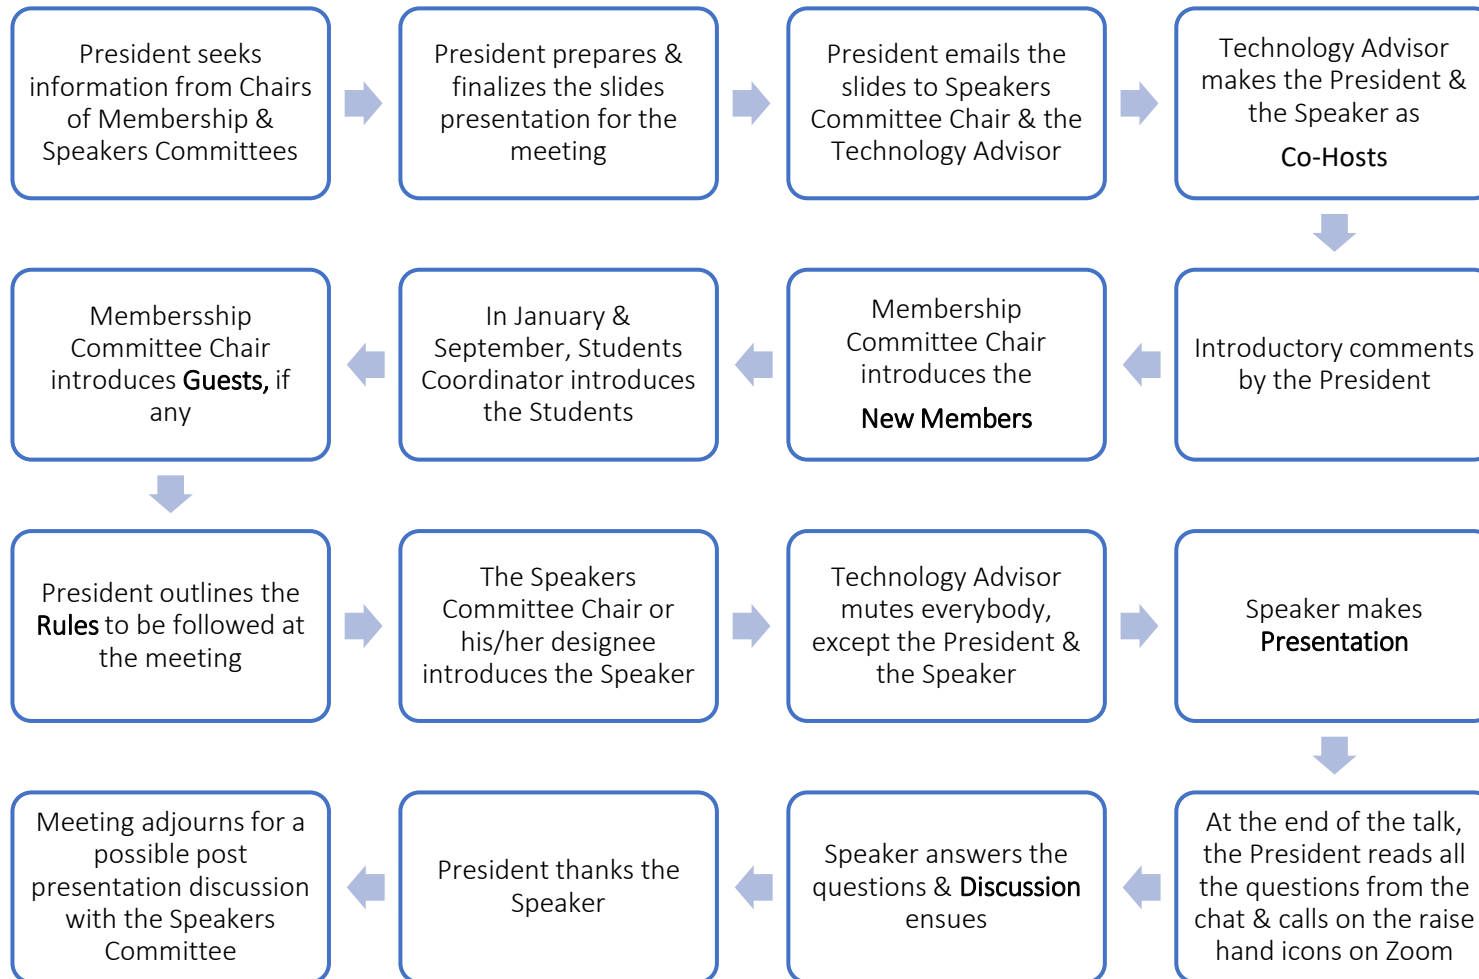 President seeks
information from Chairs
of Membership &
Speakers Committees
President prepares &
finalizes the slides
presentation for the
meeting
President emails the
slides to Speakers
Committee Chair & the
Technology Advisor
Technology Advisor
makes the President &
the Speaker as
Co-Hosts
Introductory comments
by the President
Membership
Committee Chair
introduces the
New Members
In January &
September, Students
Coordinator introduces
the Students
Membersship
Committee Chair
introduces Guests, if
any
President outlines the
Rules to be followed at
the meeting
The Speakers
Committee Chair or
his/her designee
introduces the Speaker
Technology Advisor
mutes everybody,
except the President &
the Speaker
Speaker makes
Presentation
At the end of the talk,
the President reads all
the questions from the
chat & calls on the raise
hand icons on Zoom
Speaker answers the
questions & Discussion
ensues
President thanks the
Speaker
Meeting adjourns for a
possible post
presentation discussion
with the Speakers
Committee